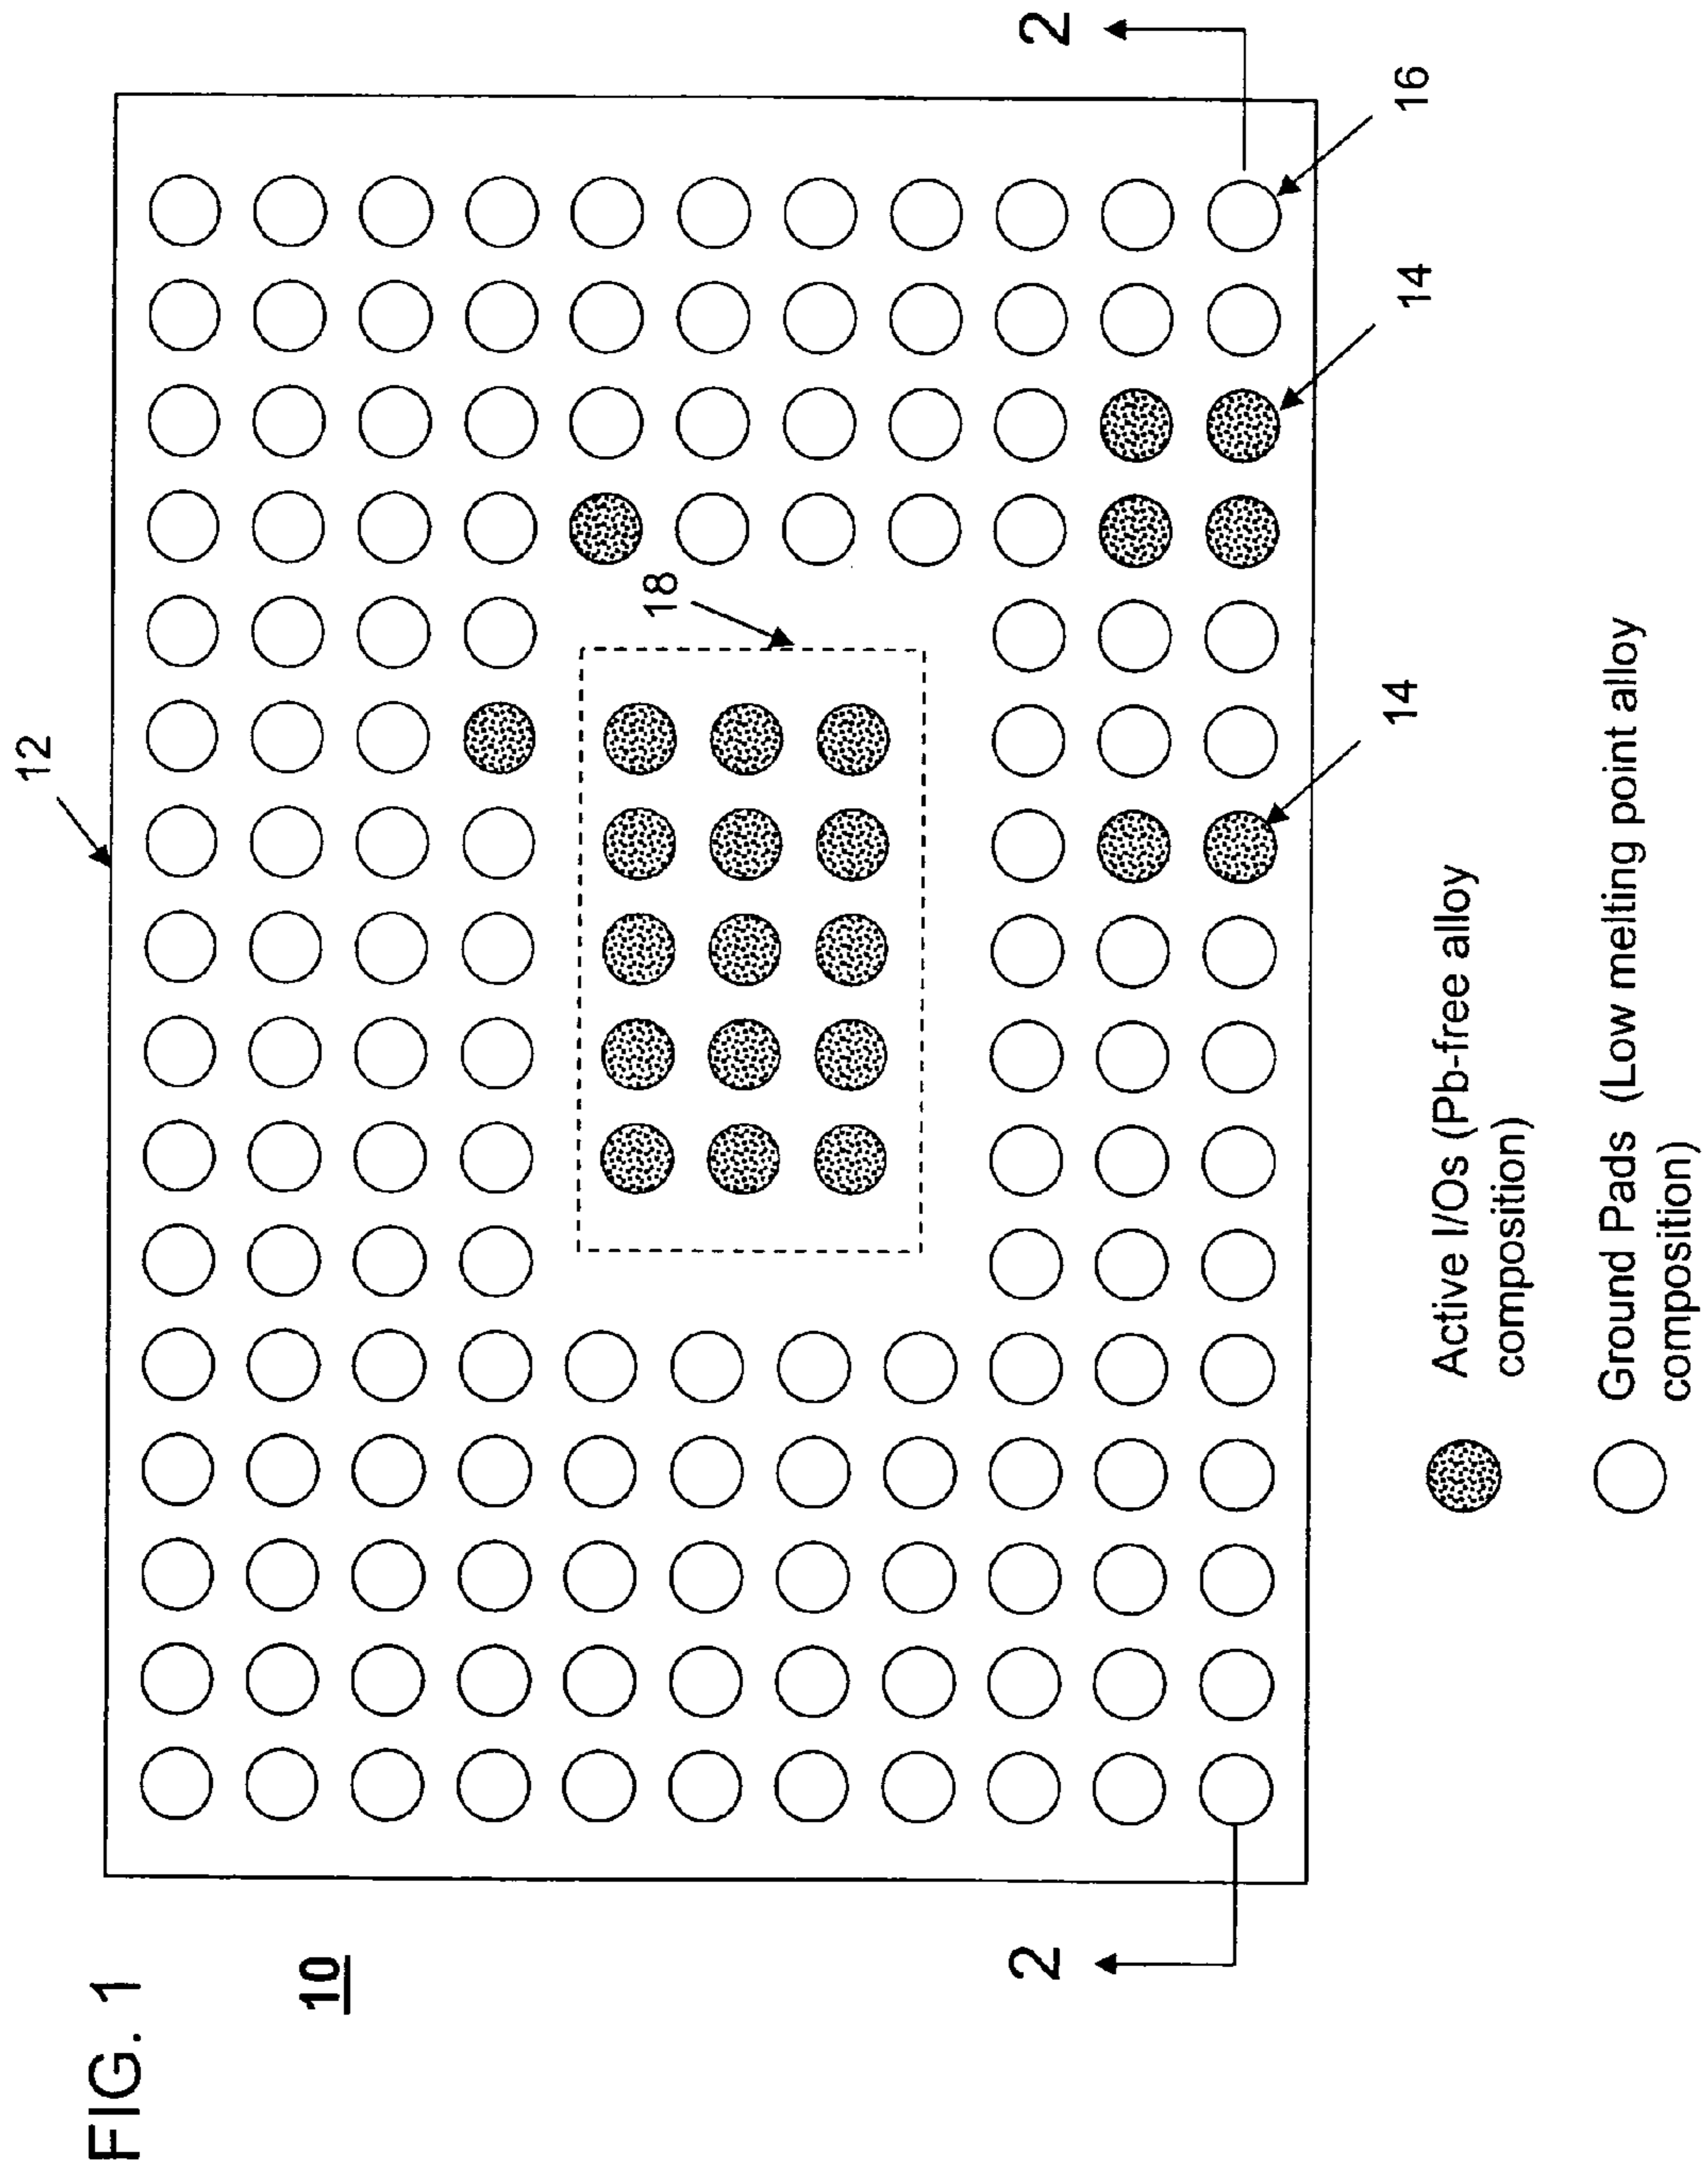 FIG. 1
10
12
18
2
2
14
14
16
Active I/Os (Pb-free alloy
composition)
Ground Pads (Low melting point alloy
composition)